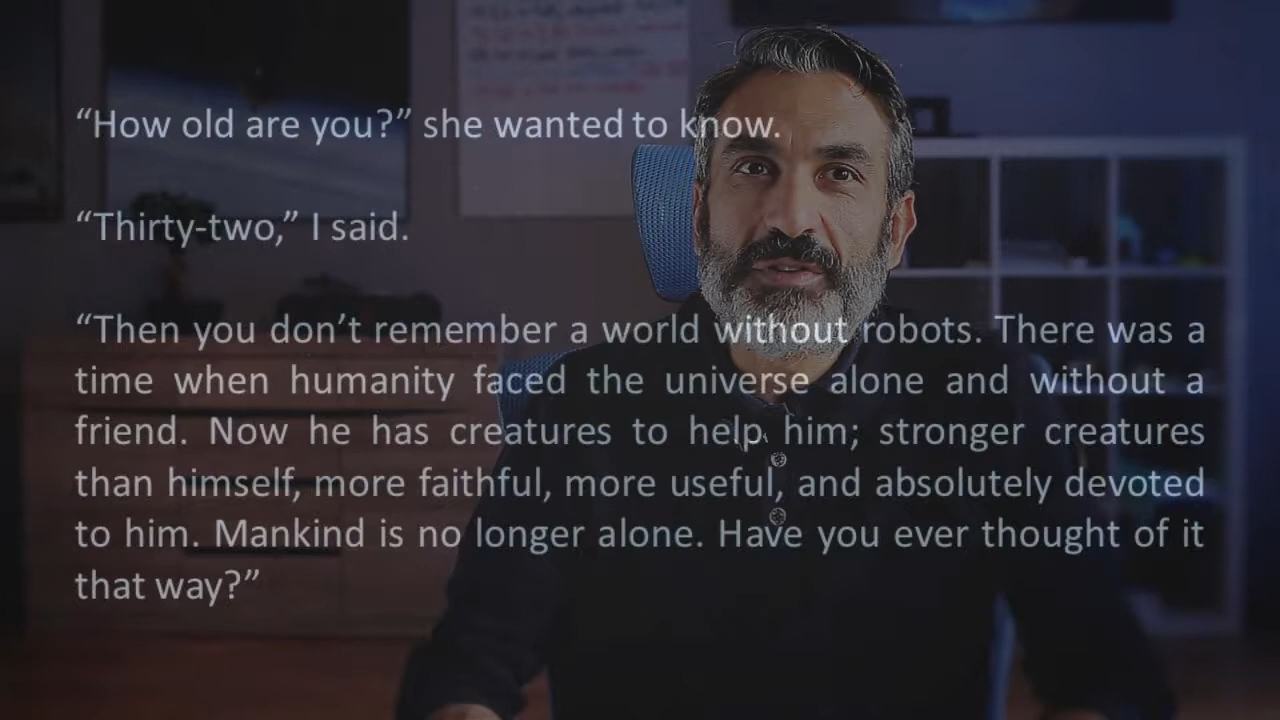 “How old are you?” she wanted to know.
“Thirty-two,” I said.
“Then you don’t remember a world without robots. There was a
time when humanity faced the universe alone and without a
friend. Now he has creatures to help him; stronger creatures
than himself, more faithful, more useful, and absolutely devoted
to him. Mankind is no longer alone. Have you ever thought of it
that way?”